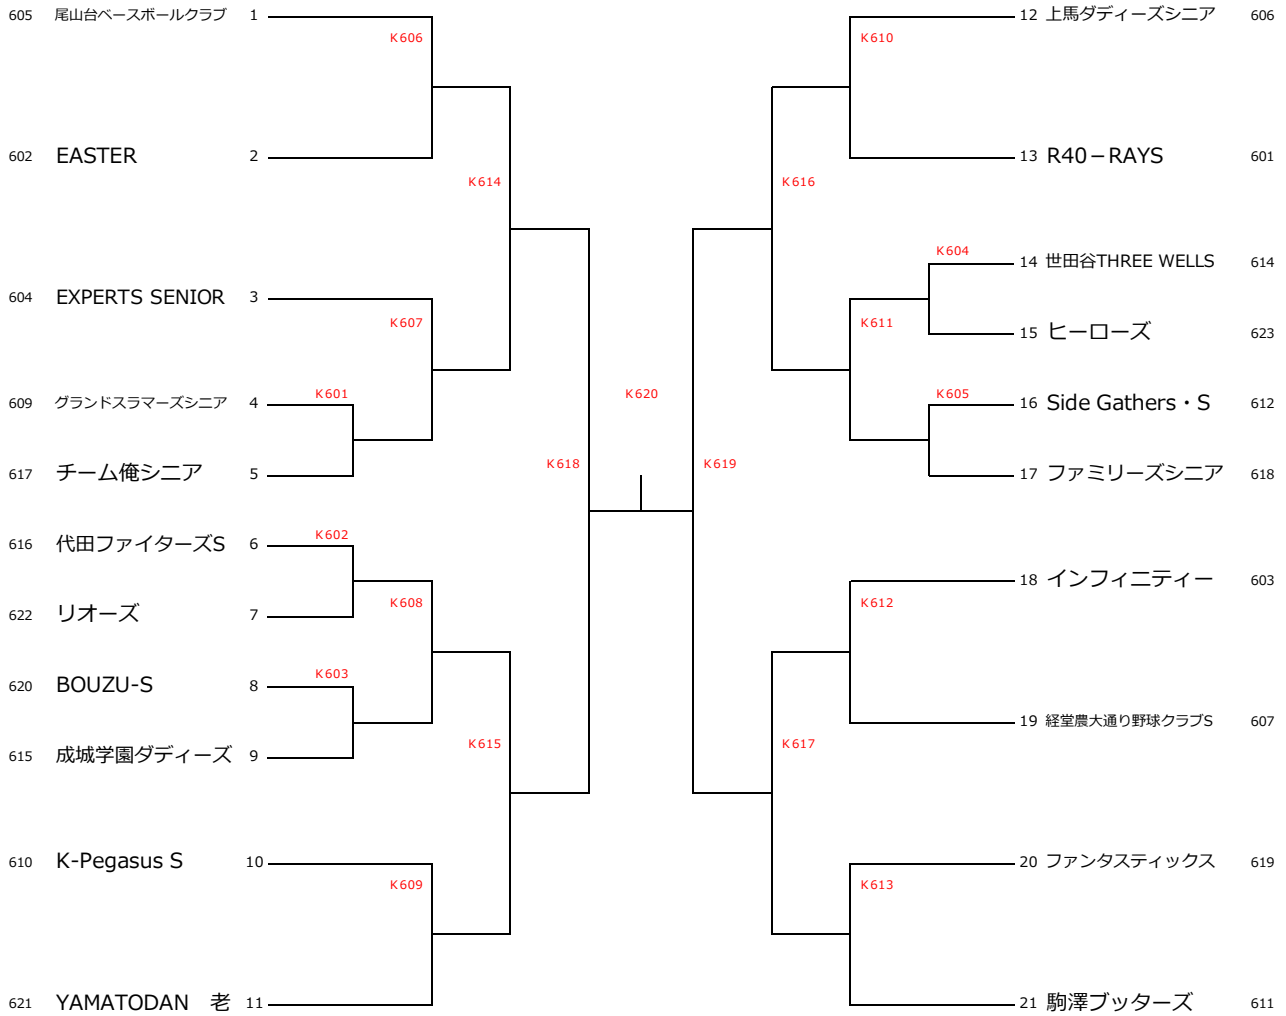 605 尾山台ベースボールクラブ 1
K606
602 EASTER 2
K614
604 EXPERTS SENIOR 3
K607
K601
609 グランドスラマーズシニア 4
617 チーム俺シニア 5
K618
616 代田ファイターズS 6
K602
622 リオーズ 7
K608
620 BOUZU-S 8
K603
615 成城学園ダディーズ 9
K615
610 K-Pegasus S 10
K609
621 YAMATODAN 老 11
K620
12 上馬ダディーズシニア 606
K610
13 R40－RAYS 601
K616
K604
14 世田谷THREE WELLS 614
K611
15 ヒーローズ 623
K605
16 Side Gathers・S 612
K619
17 ファミリーズシニア 618
18 インフィニティー 603
K612
19 経堂農大通り野球クラブS 607
K617
20 ファンタスティックス 619
K613
21 駒澤ブッターズ 611